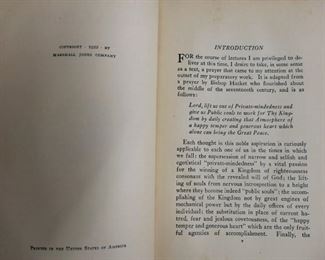 COPYRIGHT · 1922 · BY
MARSHALL JONES COMPANY
PRINTED IN THE UNITED STATES OF AMERICA
INTRODUCTION
FOR the course of lectures I am privileged to de-
liver at this time, I desire to take, in some sense
as a text, a prayer that came to my attention at the
outset of my preparatory work. It is adapted from
a prayer by Bishop Hacket who flourished about
the middle of the seventeenth century, and is as
follows:
Lord, lift us out of Private-mindedness and
give us Public souls to work for Thy King-
dom by daily creating that Atmosphere of
a happy temper and generous heart which
alone can bring the Great Peace.
Each thought in this noble aspiration is curiously
applicable to each one of us in the times in which
we fall: the supersession of narrow and selfish and
egotistical "private-mindedness" by a vital passion
for the winning of a Kingdom of righteousness
consonant with the revealed will of God; the lift-
ing of souls from nervous introspection to a height
where they become indeed "public souls"; the ac-
complishing of the Kingdom not by great engines of
mechanical power but by the daily offices of every
individual; the substitution in place of current hat-
red, fear and jealous covetousness, of the "happy
temper and generous heart" which are the only fruit-
ful agencies of accomplishment. Finally, the